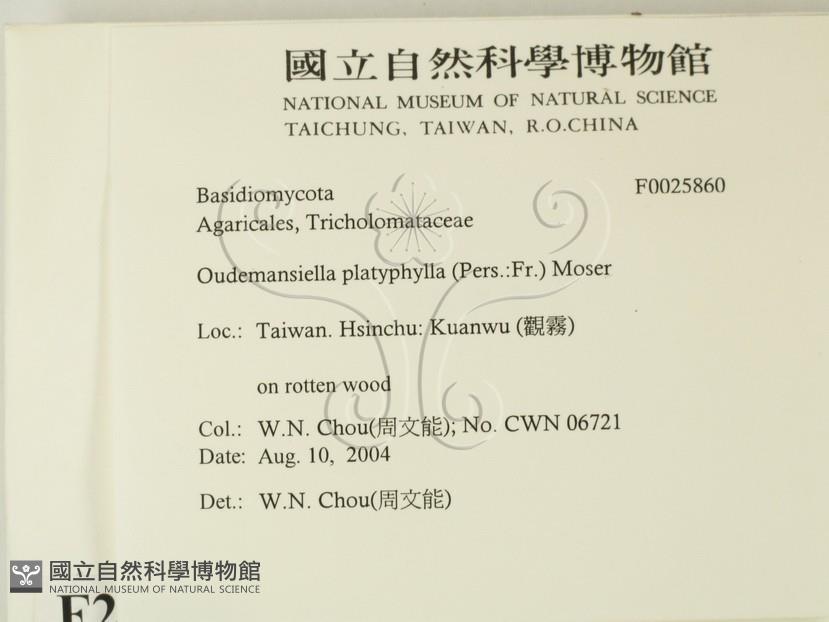 國立自然科學博物館
NATIONAL MUSEUM OF NATURAL SCIENCE
TAICHUNG, TAIWAN, R.O.CHINA
Basidiomycota F0025860
Agaricales, Tricholomataceae
Oudemansiella platyphylla (Pers.:Fr.) Moser
Loc.: Taiwan. Hsinchu: Kuanwu (觀霧)
on rotten wood
Col.: W.N. Chou(周文能); No. CWN 06721
Date: Aug. 10, 2004
Det.: W.N. Chou(周文能)
國立自然科學博物館
NATIONAL MUSEUM OF NATURAL SCIENCE